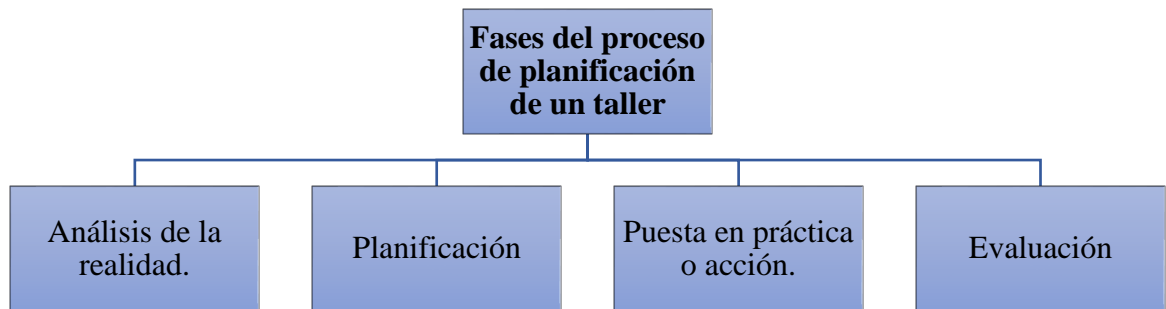 Fases del proceso
de planificación
de un taller
Análisis de la
realidad.
Planificación
Puesta en práctica
o acción.
Evaluación